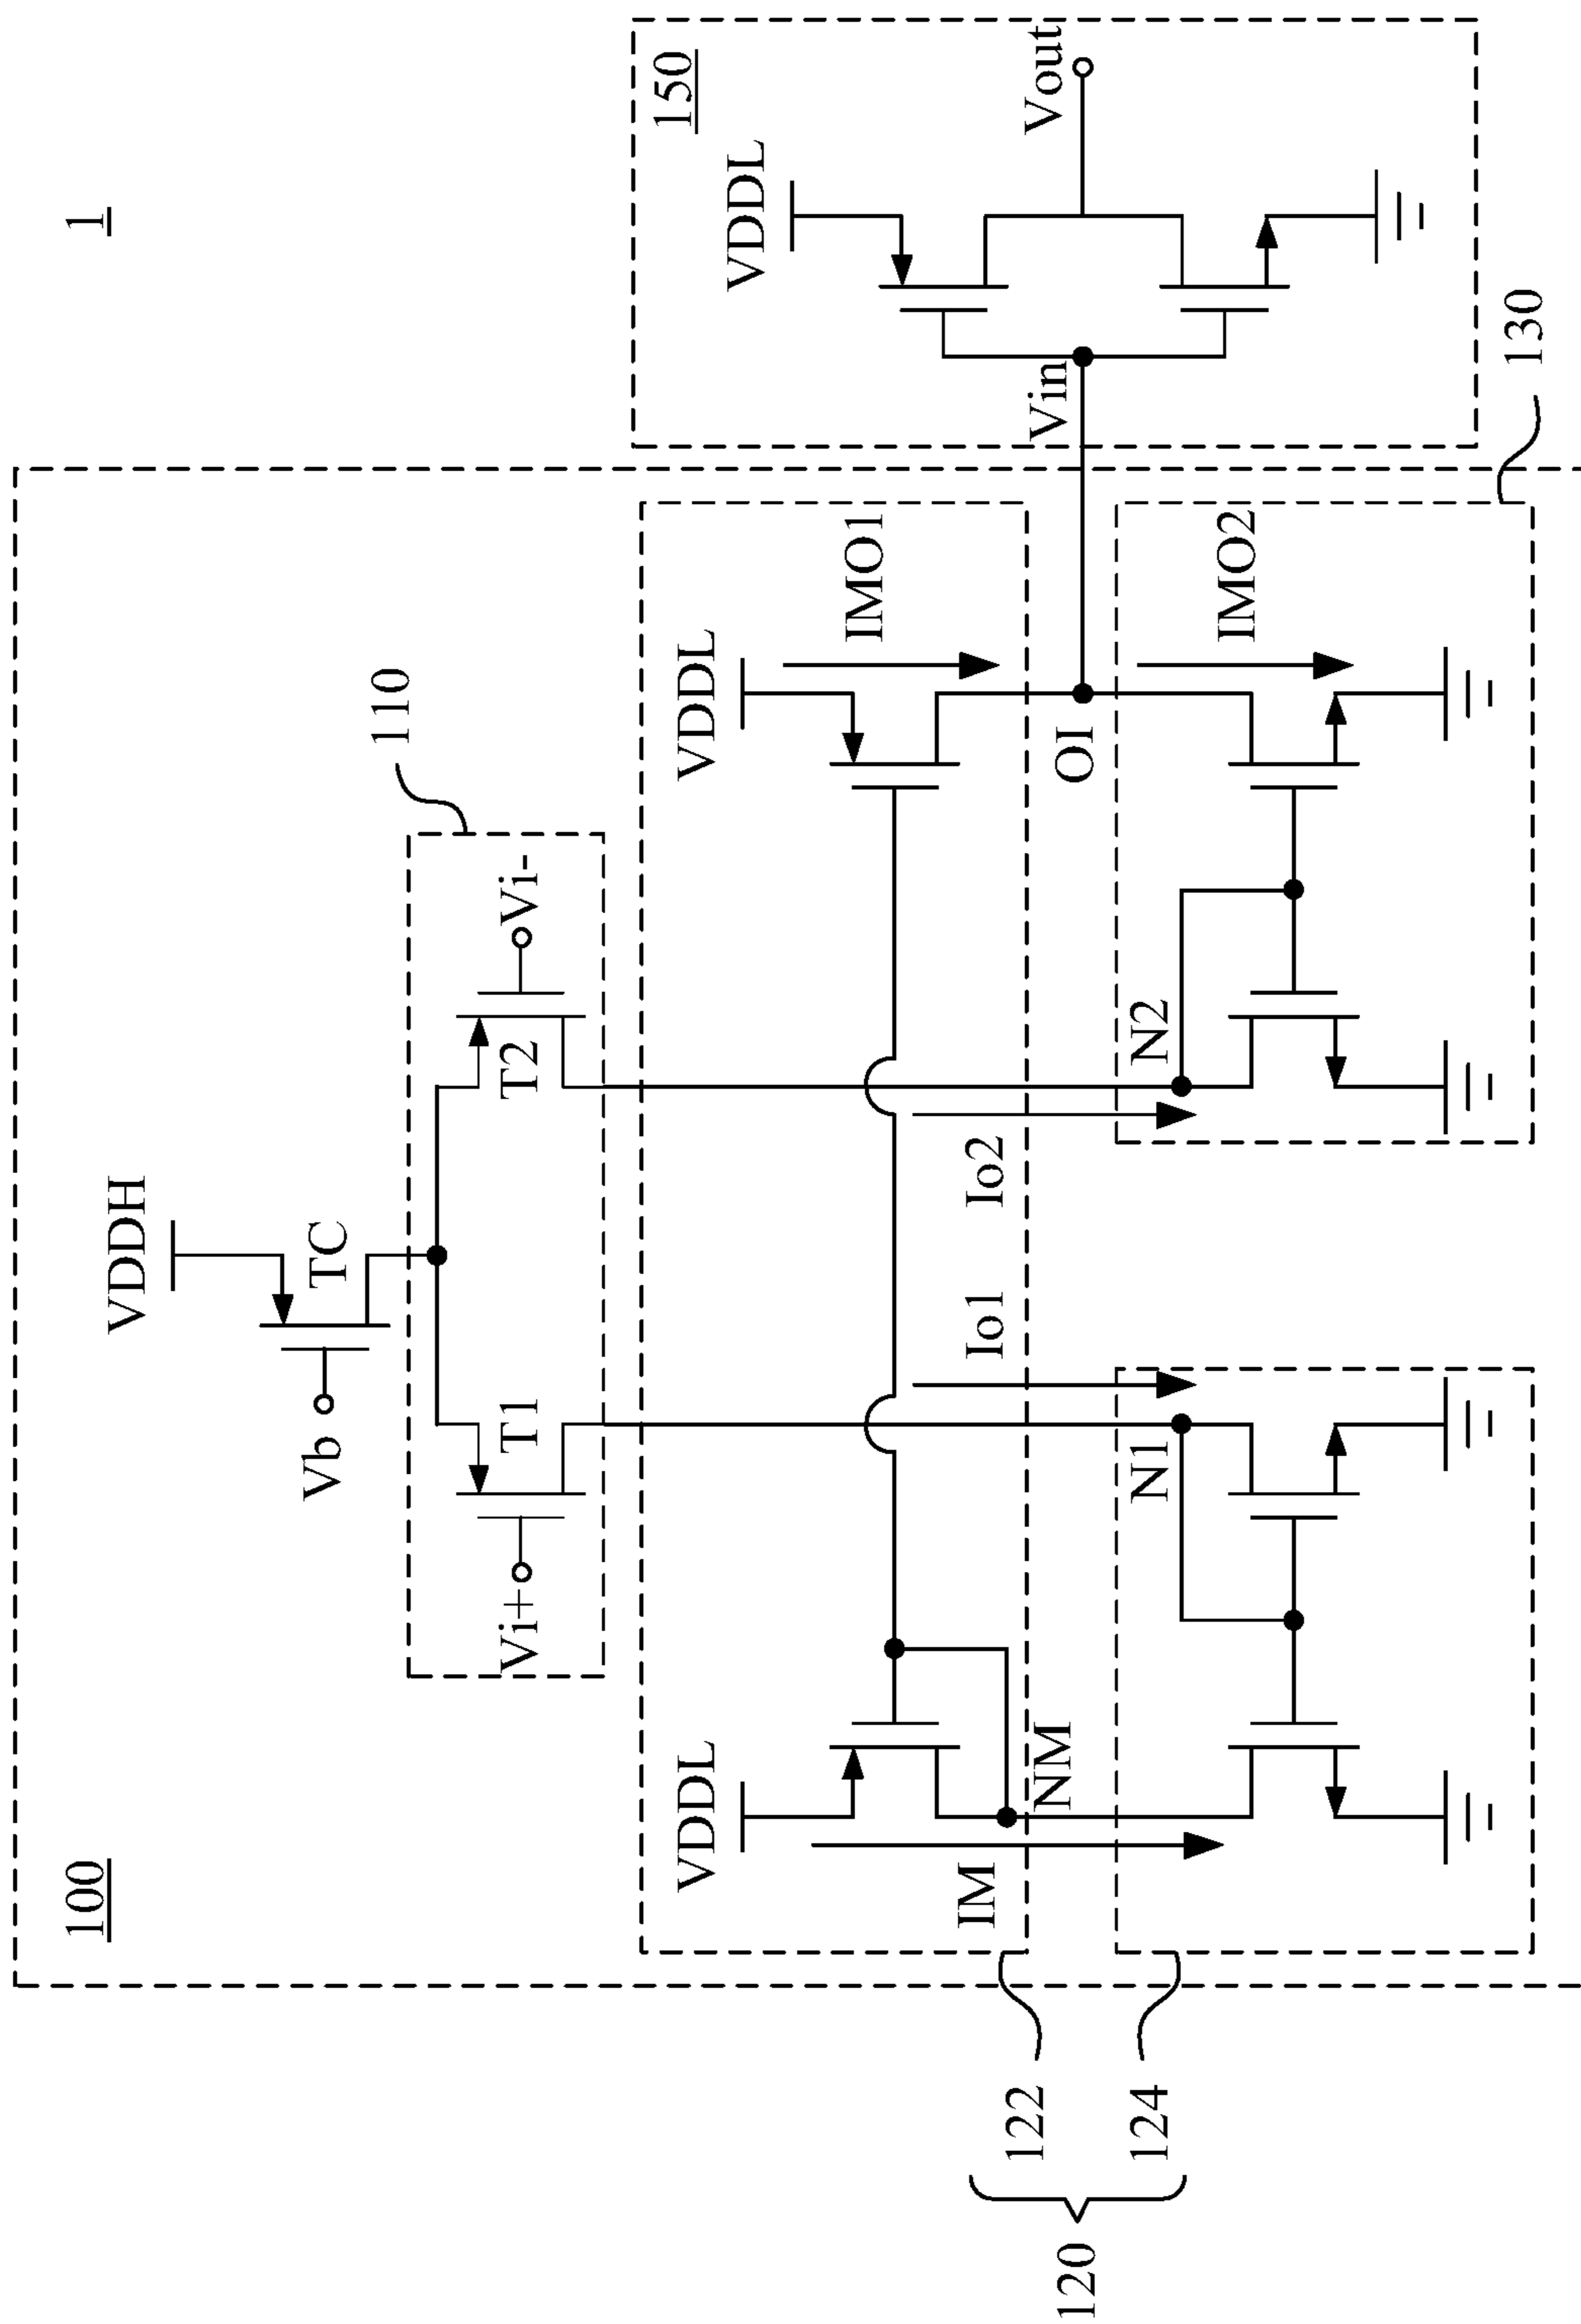 1
100
VDDH
Vb
TC
110
Vi+
T1
T2
Vi-
150
VDDL
Vout
Vin
VDDL
VDDL
IMO1
IM
NM
Io1
Io2
OI
122
124
120
N1
N2
IMO2
130